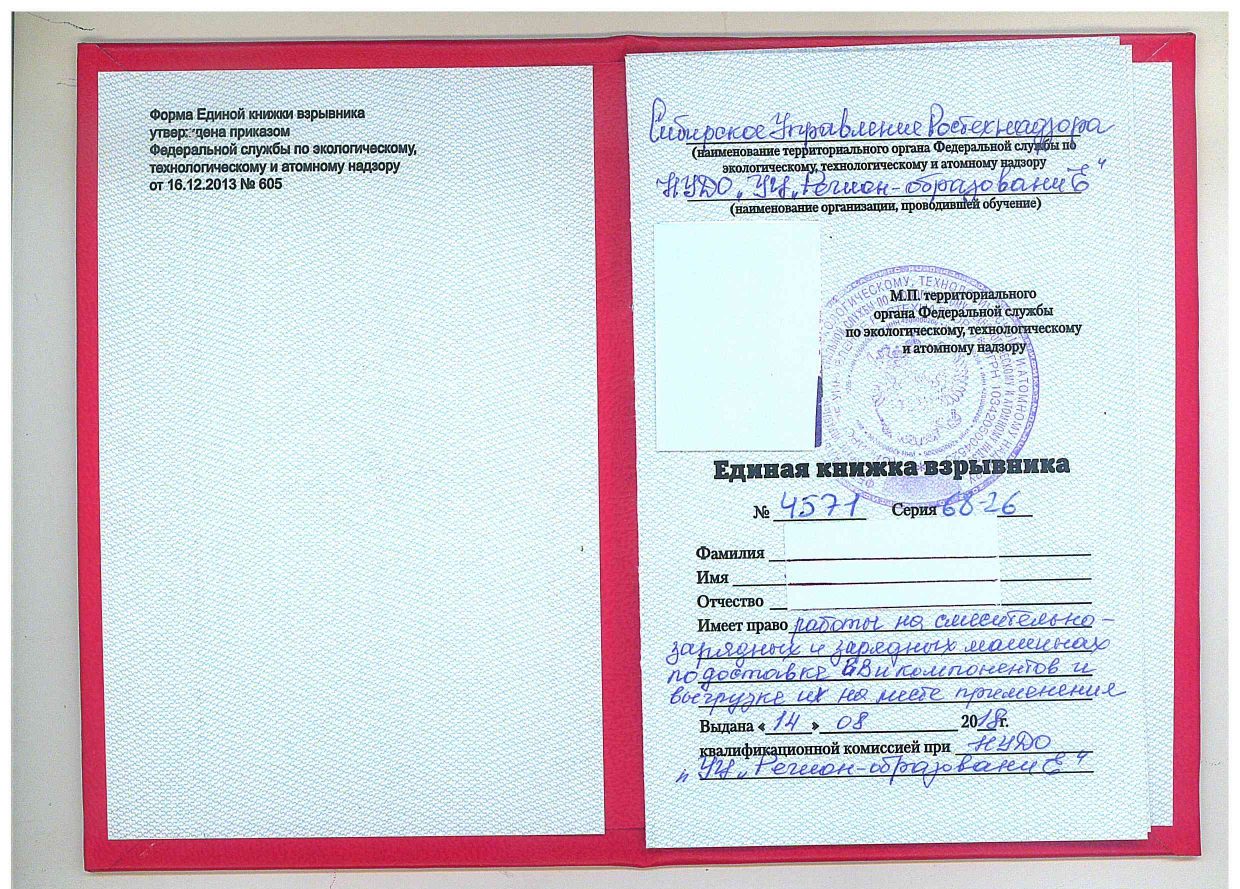 Форма Единой книжки взрывника
утверждена приказом
Федеральной службы по экологическому,
технологическому и атомному надзору
от 16.12.2013 № 605
Сибирское Управление Ростехнадзора
(наименование территориального органа Федеральной службы по
экологическому, технологическому и атомному надзору
НУДО „УЦ „Регион-образованиЕ"
(наименование организации, проводившей обучение)
М.П. территориального
органа Федеральной службы
по экологическому, технологическому
и атомному надзору
Единая книжка взрывника
№ 4571 Серия 68-26
Фамилия
Имя
Отчество
Имеет право работы на смесительно-
зарядных и зарядных машинах
по доставке ВВ и компонентов и
выгрузке их на месте применения
Выдана « 14 » 08 2018г.
квалификационной комиссией при НУДО
„УЦ „Регион-образованиЕ"